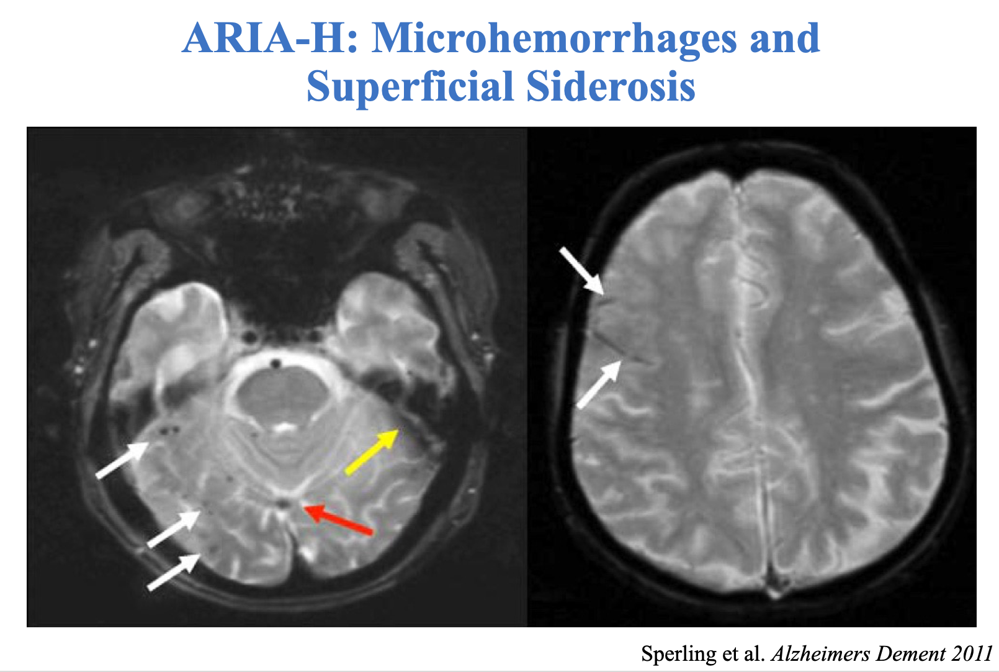 ARIA-H: Microhemorrhages and
Superficial Siderosis
Sperling et al. Alzheimers Dement 2011